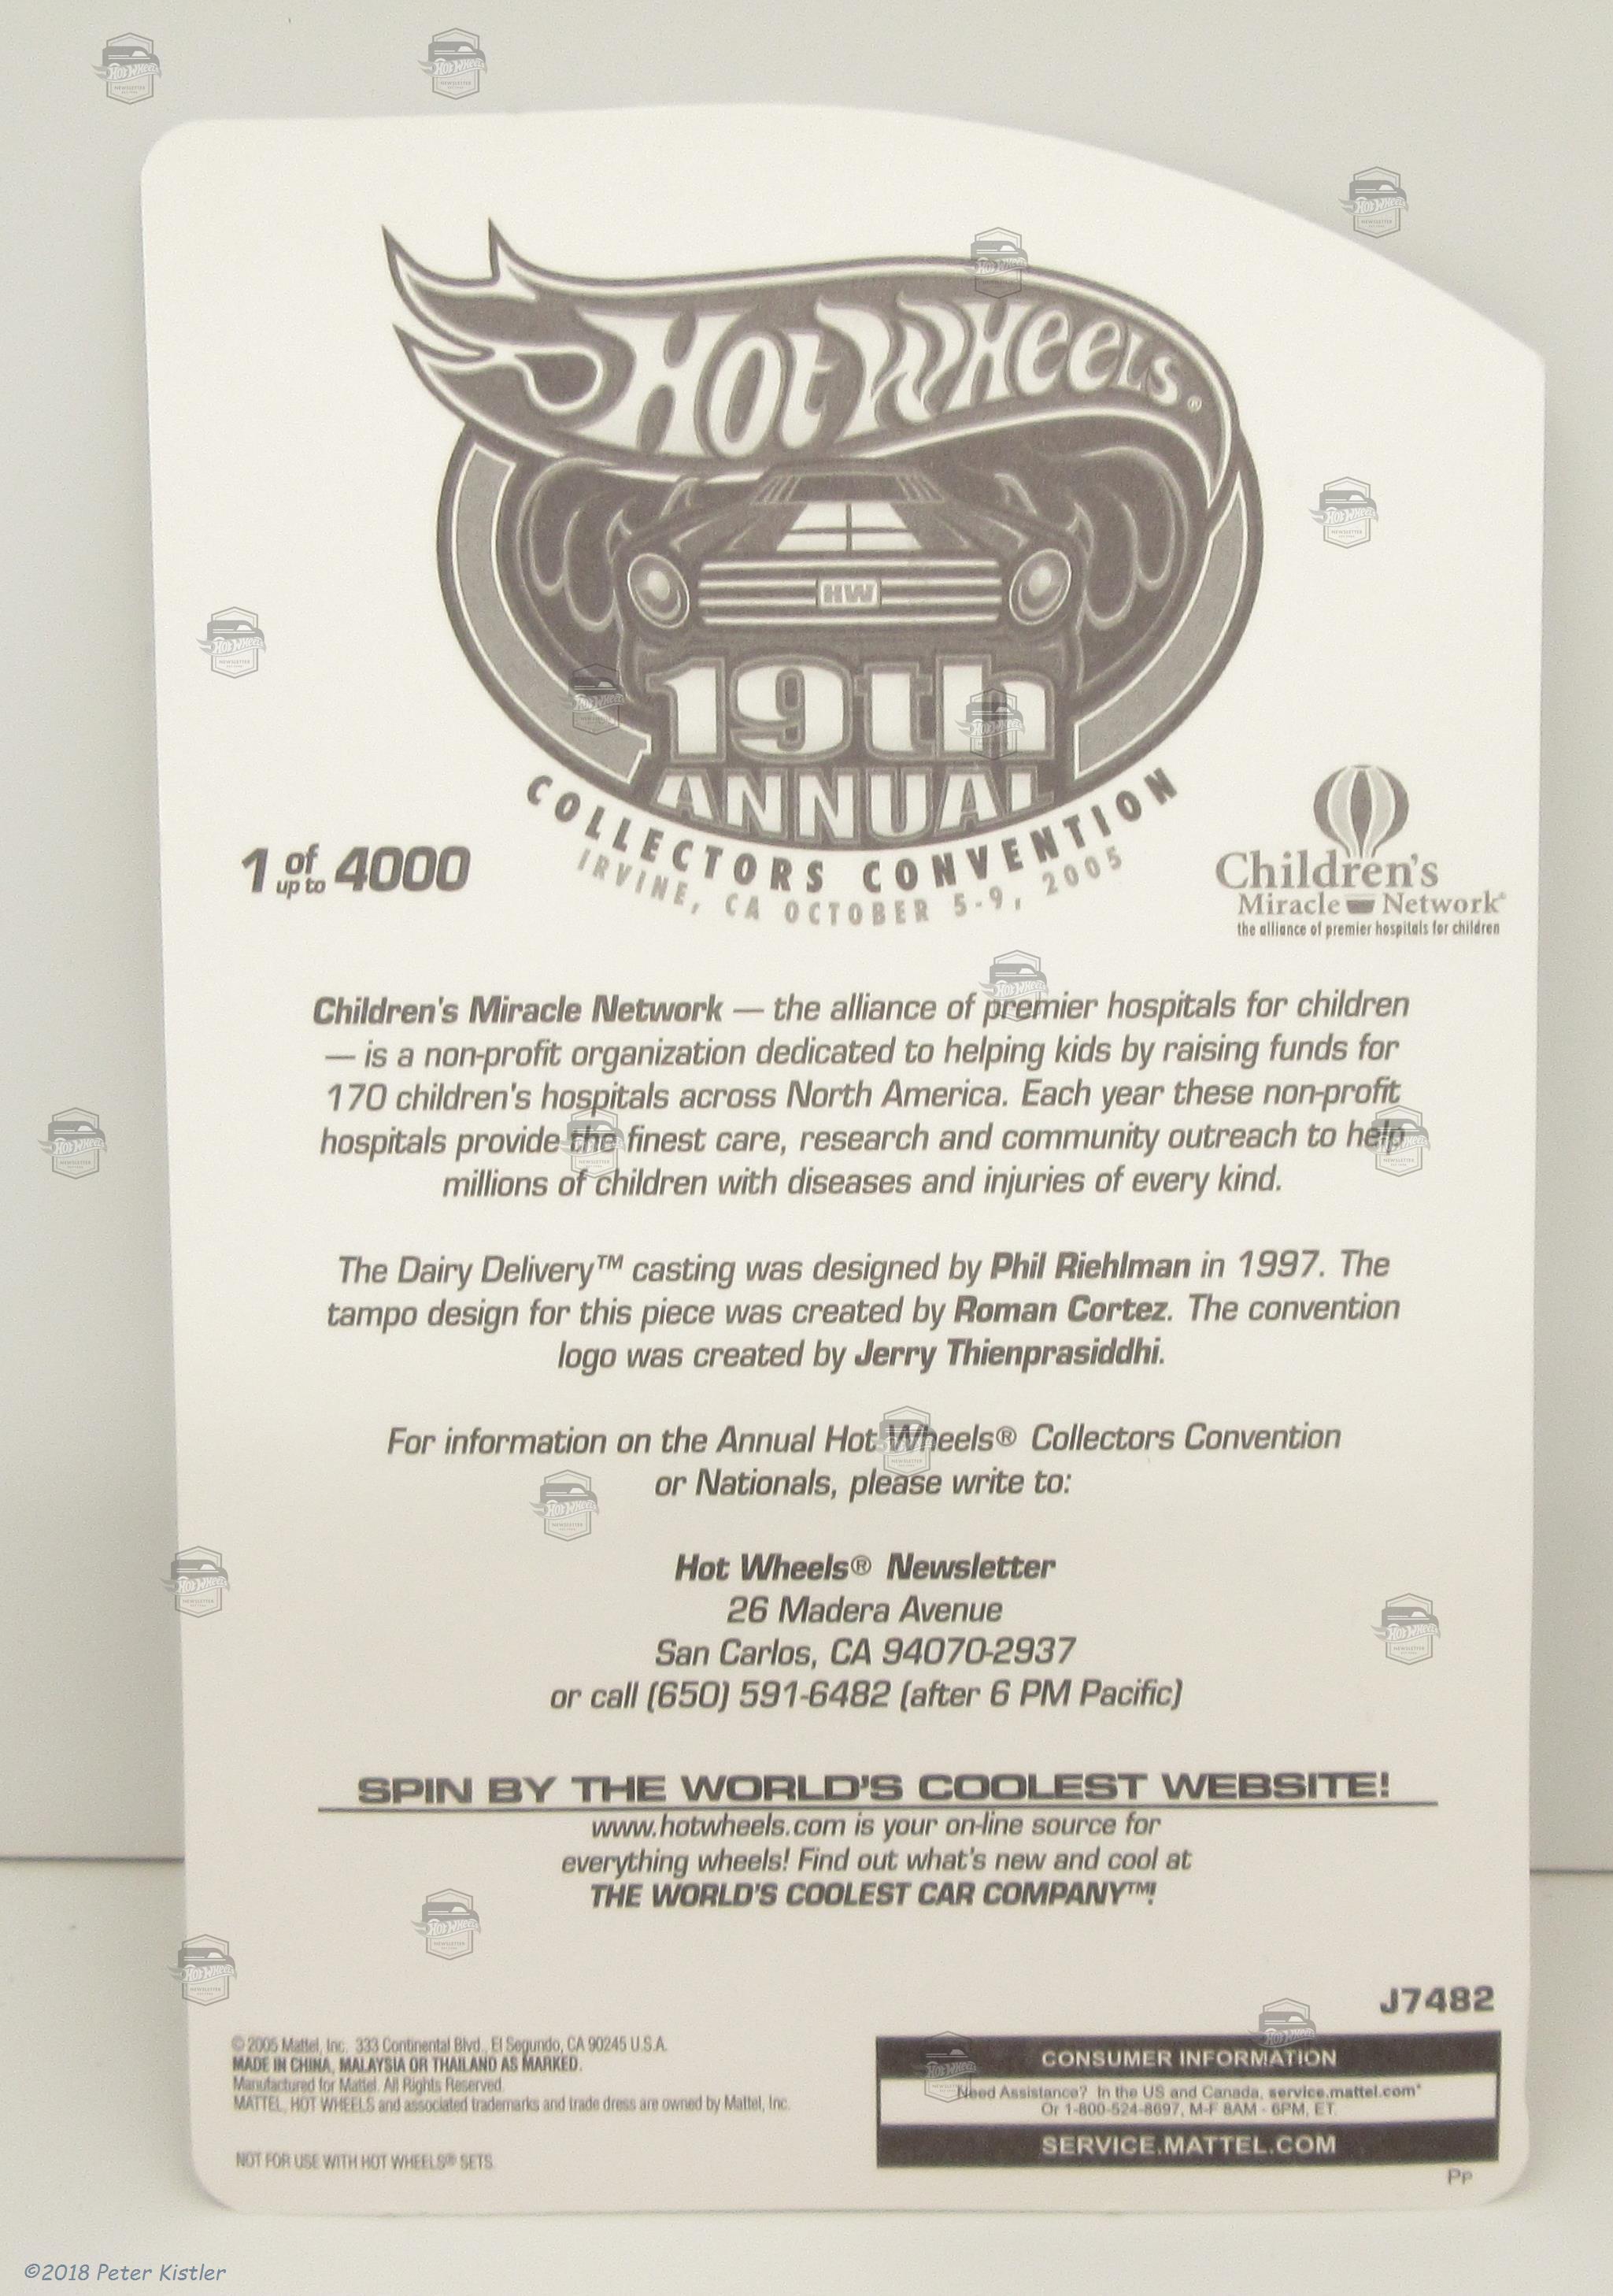 HOT WHEELS®
HW
19th
ANNUAL
COLLECTORS CONVENTION
IRVINE, CA OCTOBER 5-9, 2005
1 of up to 4000
Children's
Miracle Network®
the alliance of premier hospitals for children
Children's Miracle Network — the alliance of premier hospitals for children
— is a non-profit organization dedicated to helping kids by raising funds for
170 children's hospitals across North America. Each year these non-profit
hospitals provide the finest care, research and community outreach to help
millions of children with diseases and injuries of every kind.
The Dairy Delivery™ casting was designed by Phil Riehlman in 1997. The
tampo design for this piece was created by Roman Cortez. The convention
logo was created by Jerry Thienprasiddhi.
For information on the Annual Hot Wheels® Collectors Convention
or Nationals, please write to:
Hot Wheels® Newsletter
26 Madera Avenue
San Carlos, CA 94070-2937
or call (650) 591-6482 (after 6 PM Pacific)
SPIN BY THE WORLD'S COOLEST WEBSITE!
www.hotwheels.com is your on-line source for
everything wheels! Find out what's new and cool at
THE WORLD'S COOLEST CAR COMPANY™!
J7482
© 2005 Mattel, Inc. 333 Continental Blvd., El Segundo, CA 90245 U.S.A.
MADE IN CHINA, MALAYSIA OR THAILAND AS MARKED.
Manufactured for Mattel. All Rights Reserved.
MATTEL, HOT WHEELS and associated trademarks and trade dress are owned by Mattel, Inc.
NOT FOR USE WITH HOT WHEELS® SETS.
CONSUMER INFORMATION
Need Assistance? In the US and Canada, service.mattel.com*
Or 1-800-524-8697, M-F 8AM - 6PM, ET.
SERVICE.MATTEL.COM
Pp
©2018 Peter Kistler